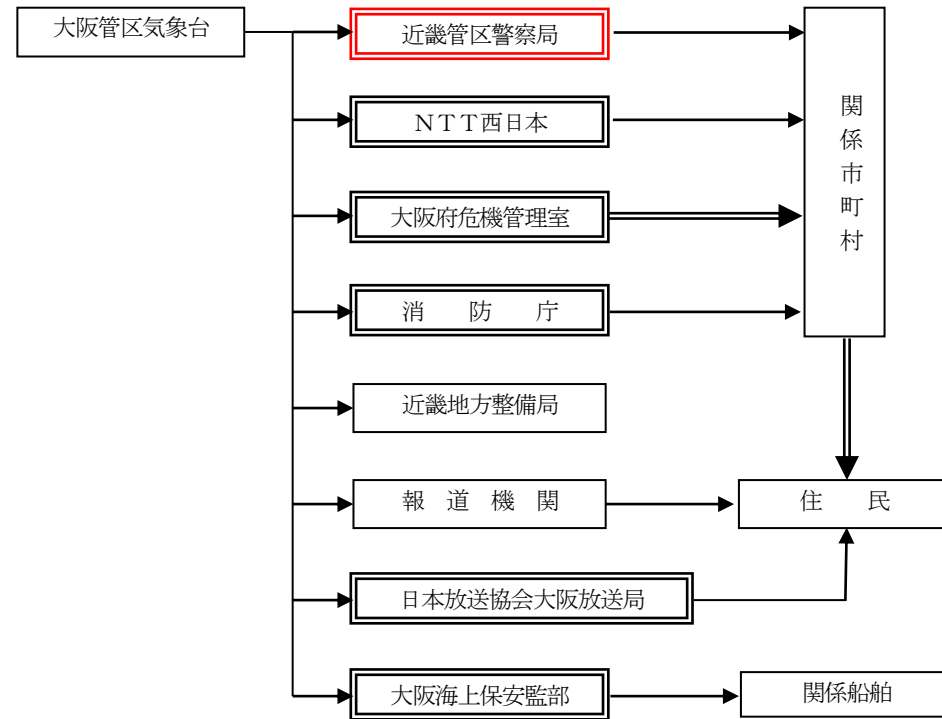 大阪管区気象台
近畿管区警察局
ＮＴＴ西日本
大阪府危機管理室
消　防　庁
近畿地方整備局
報　道　機　関
日本放送協会大阪放送局
大阪海上保安監部
関係市町村
住　民
関係船舶